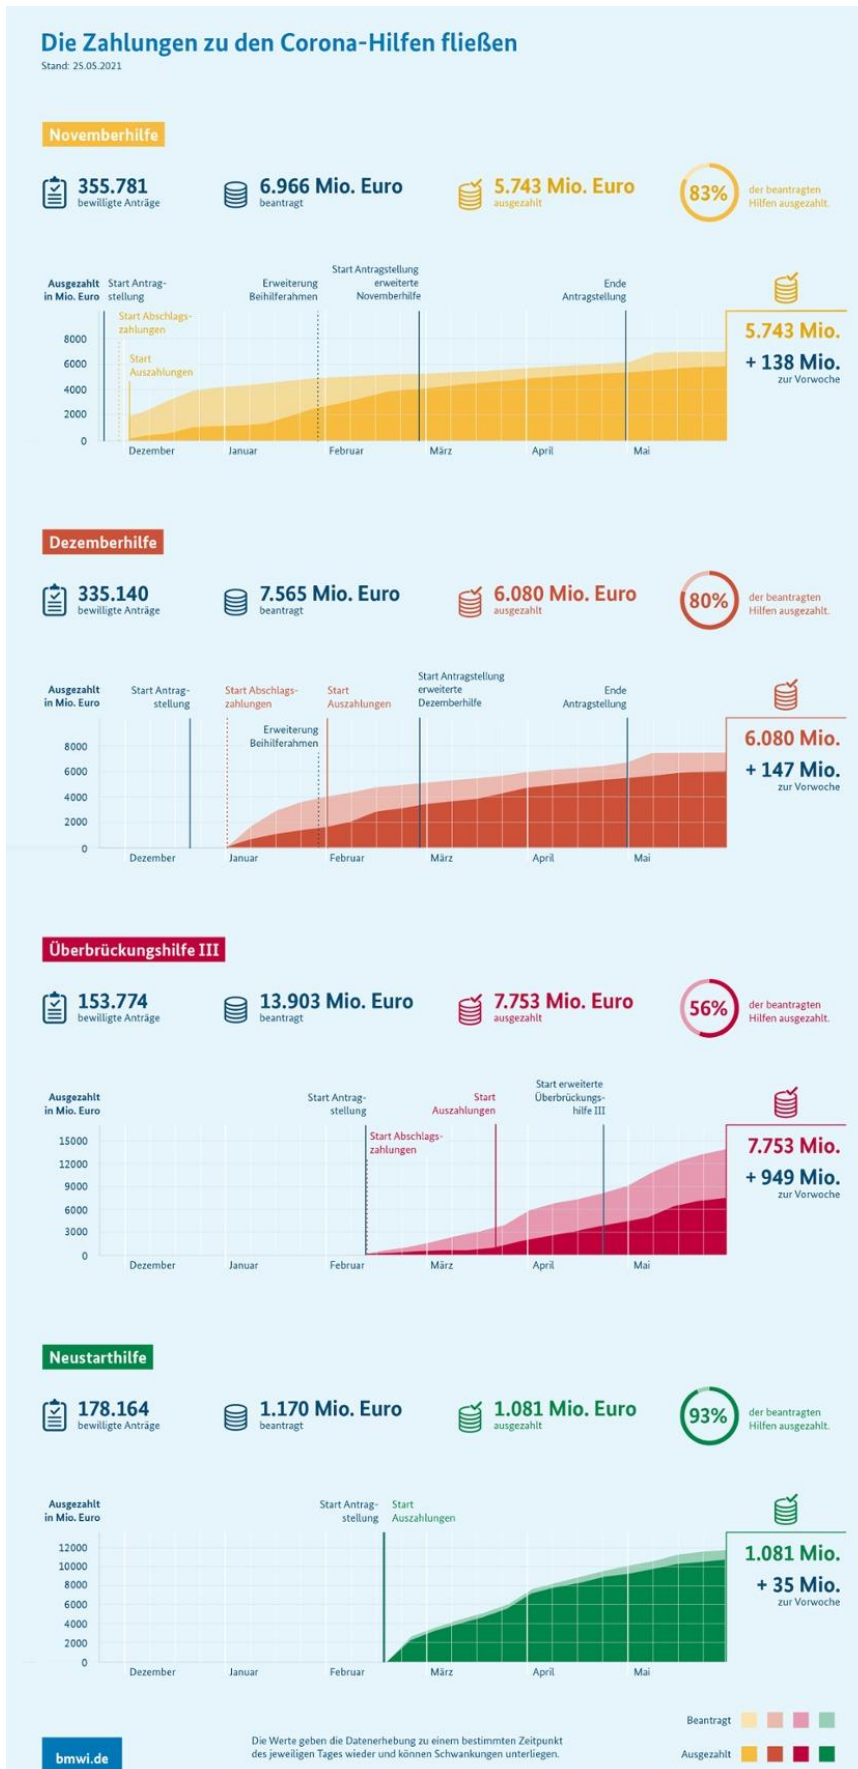 Die Zahlungen zu den Corona-Hilfen fließen
Stand: 25.05.2021
Novemberhilfe
355.781
bewilligte Anträge
6.966 Mio. Euro
beantragt
5.743 Mio. Euro
ausgezahlt
83%
der beantragten
Hilfen ausgezahlt.
Ausgezahlt
in Mio. Euro
Start Antrag-
stellung
Start Abschlags-
zahlungen
Start
Auszahlungen
Erweiterung
Beihilferahmen
Start Antragstellung
erweiterte
Novemberhilfe
Ende
Antragstellung
5.743 Mio.
+ 138 Mio.
zur Vorwoche
8000
6000
4000
2000
0
Dezember Januar Februar März April Mai
Dezemberhilfe
335.140
bewilligte Anträge
7.565 Mio. Euro
beantragt
6.080 Mio. Euro
ausgezahlt
80%
der beantragten
Hilfen ausgezahlt.
Ausgezahlt
in Mio. Euro
Start Antrag-
stellung
Start Abschlags-
zahlungen
Erweiterung
Beihilferahmen
Start
Auszahlungen
Start Antragstellung
erweiterte
Dezemberhilfe
Ende
Antragstellung
6.080 Mio.
+ 147 Mio.
zur Vorwoche
8000
6000
4000
2000
0
Dezember Januar Februar März April Mai
Überbrückungshilfe III
153.774
bewilligte Anträge
13.903 Mio. Euro
beantragt
7.753 Mio. Euro
ausgezahlt
56%
der beantragten
Hilfen ausgezahlt.
Ausgezahlt
in Mio. Euro
Start Antrag-
stellung
Start Abschlags-
zahlungen
Start
Auszahlungen
Start erweiterte
Überbrückungs-
hilfe III
7.753 Mio.
+ 949 Mio.
zur Vorwoche
15000
12000
9000
6000
3000
0
Dezember Januar Februar März April Mai
Neustarthilfe
178.164
bewilligte Anträge
1.170 Mio. Euro
beantragt
1.081 Mio. Euro
ausgezahlt
93%
der beantragten
Hilfen ausgezahlt.
Ausgezahlt
in Mio. Euro
Start Antrag-
stellung
Start
Auszahlungen
1.081 Mio.
+ 35 Mio.
zur Vorwoche
12000
10000
8000
6000
4000
2000
0
Dezember Januar Februar März April Mai
Beantragt
Ausgezahlt
Die Werte geben die Datenerhebung zu einem bestimmten Zeitpunkt
des jeweiligen Tages wieder und können Schwankungen unterliegen.
bmwi.de